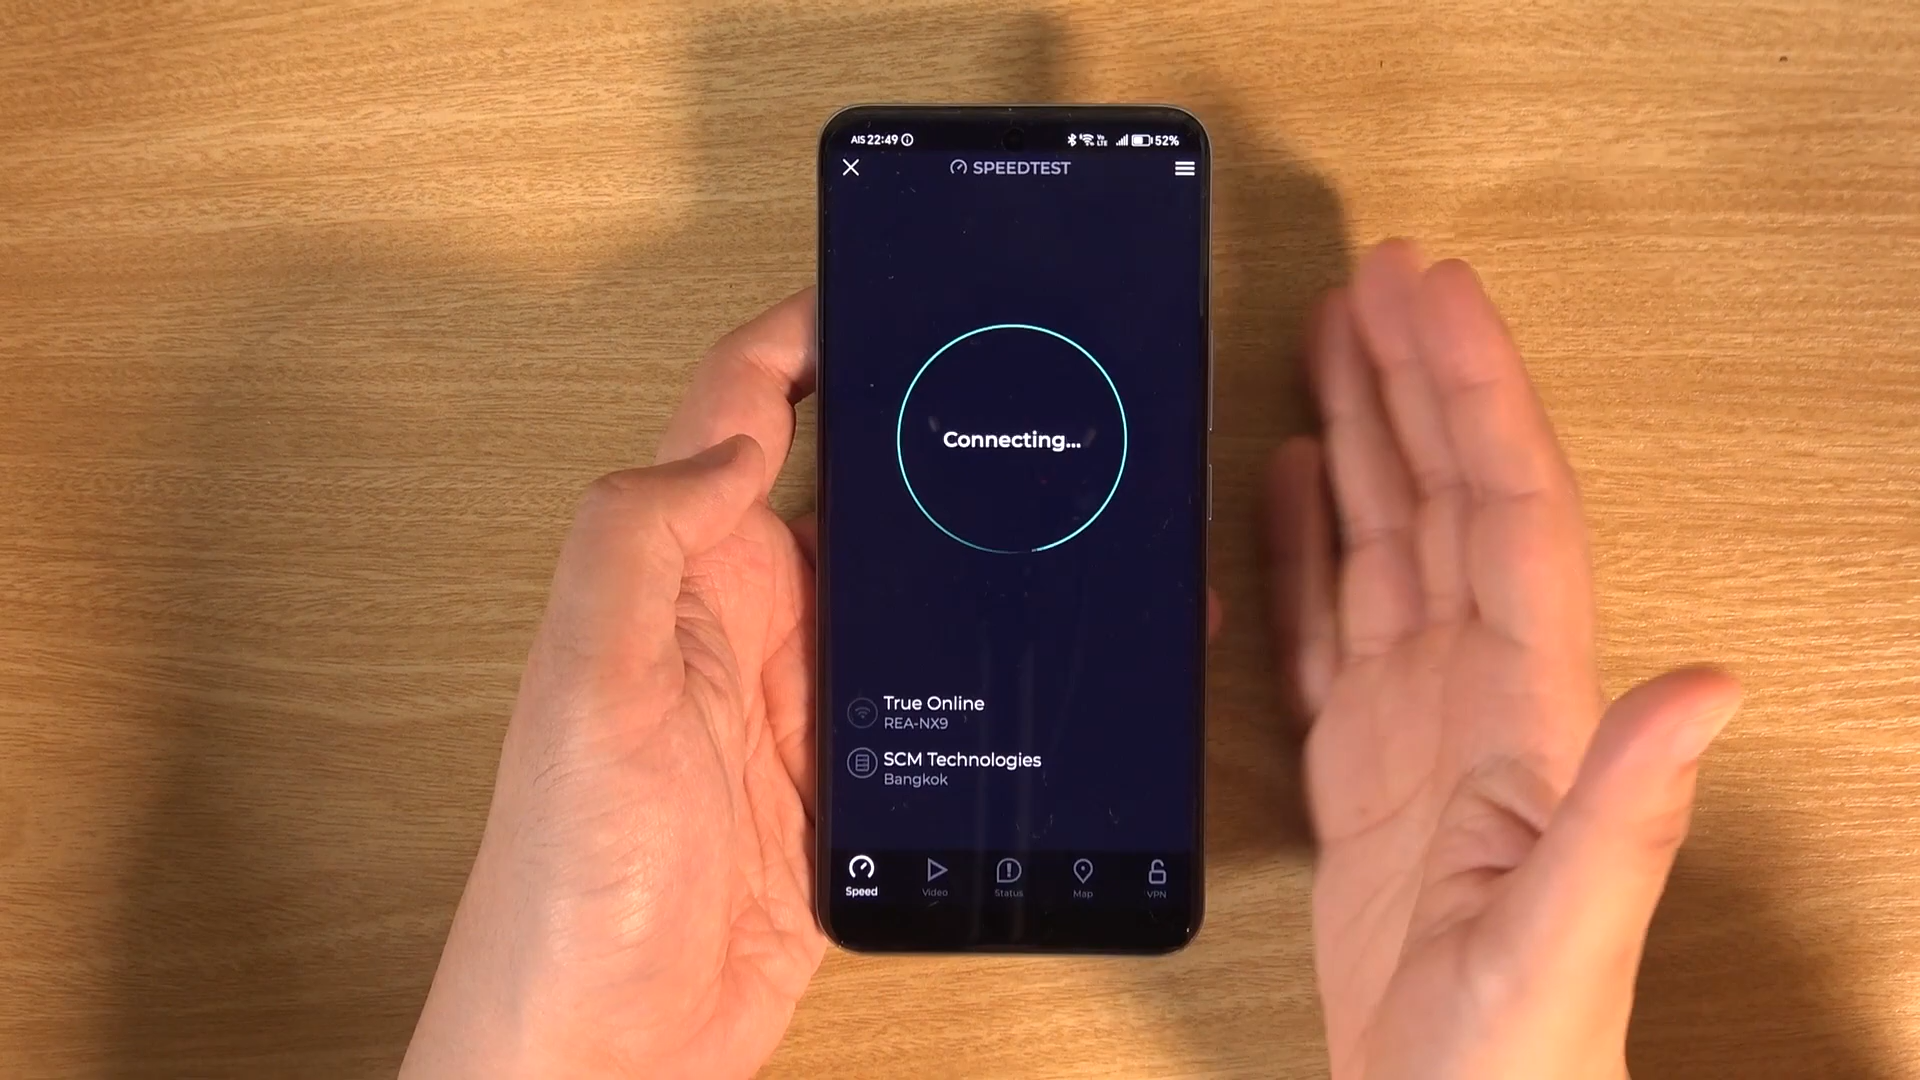 AIS 22:49 52%
SPEEDTEST
Connecting...
True Online
REA-NX9
SCM Technologies
Bangkok
Speed Video Status Map VPN